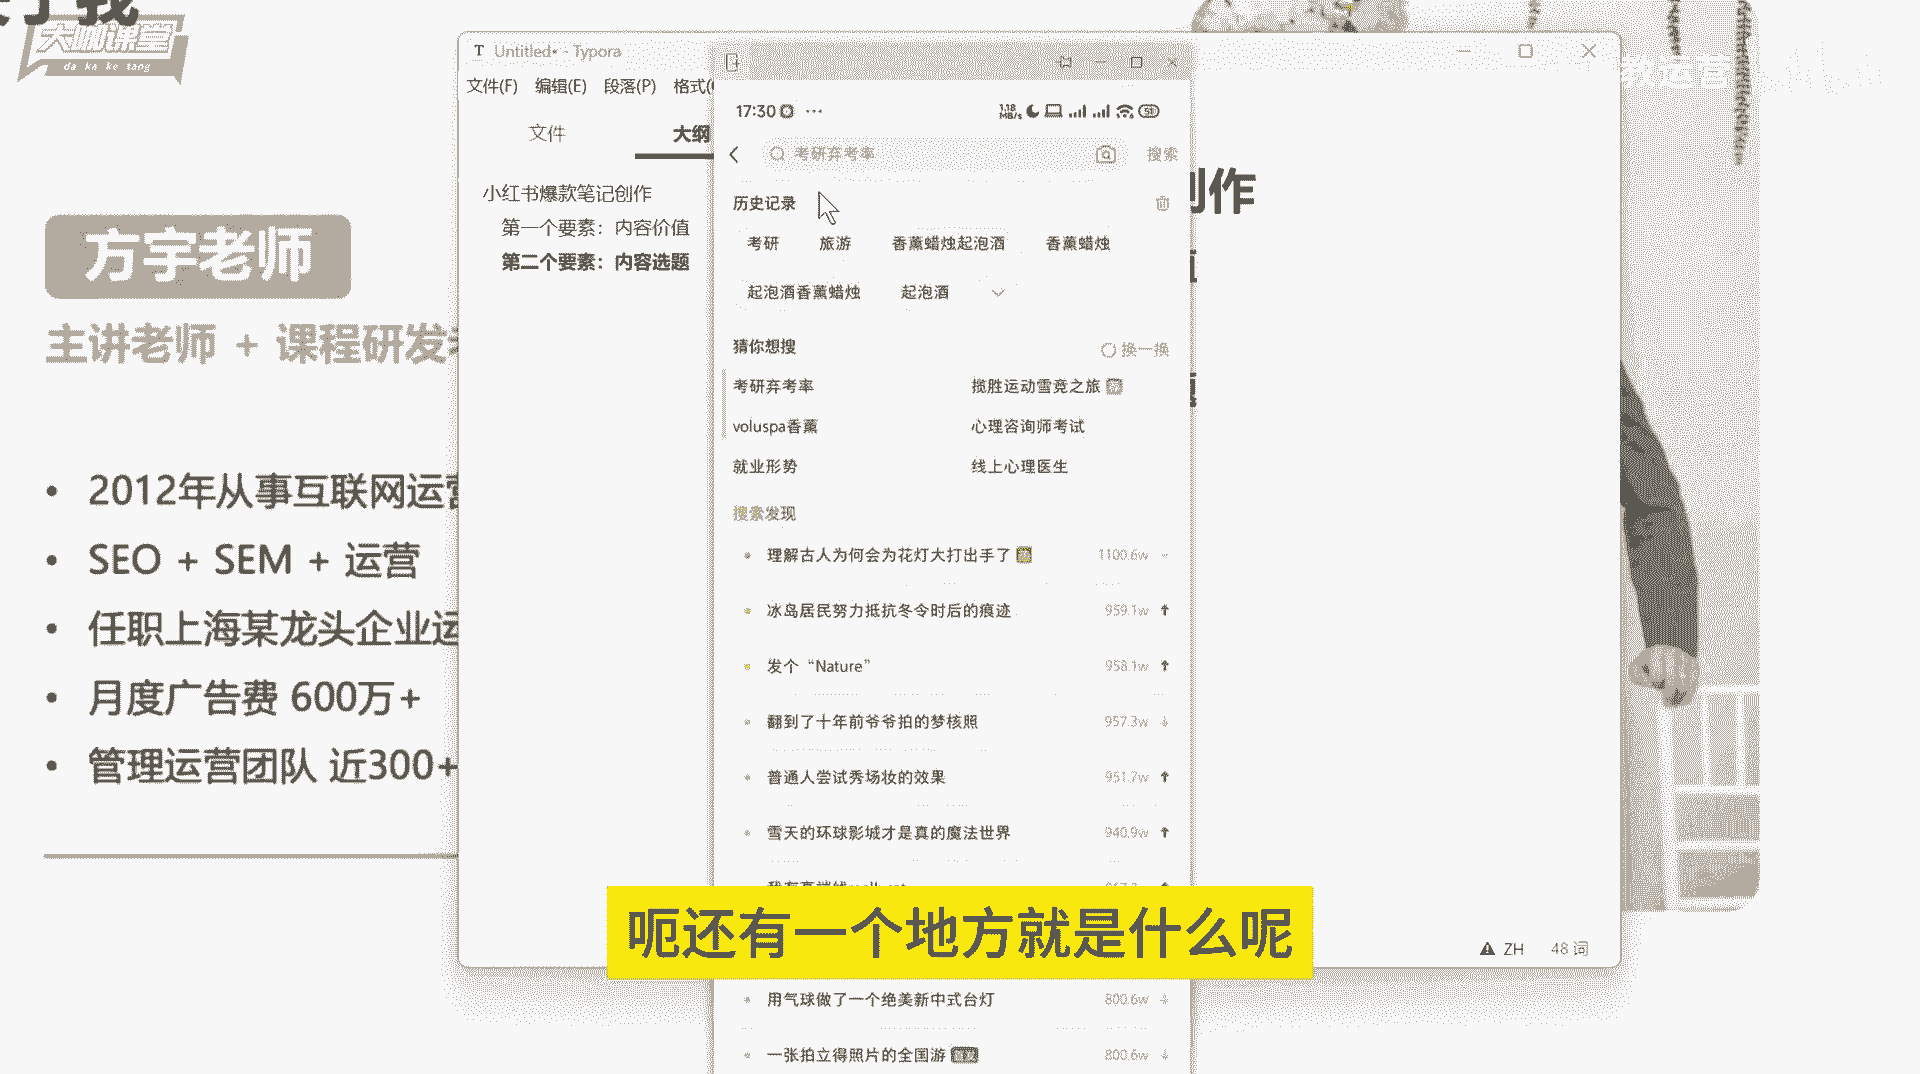 大咖课堂
da ka ke tang
方宇老师
主讲老师 + 课程研发
2012年从事互联网运营
SEO + SEM + 运营
任职上海某龙头企业运
月度广告费 600万+
管理运营团队 近300+
Untitled• - Typora
文件(F) 编辑(E) 段落(P) 格式(
文件
大纲
小红书爆款笔记创作
第一个要素：内容价值
第二个要素：内容选题
创作
教运营
17:30
1.18 MB/s
51
考研弃考率
搜索
历史记录
考研 旅游 香薰蜡烛起泡酒 香薰蜡烛
起泡酒香薰蜡烛 起泡酒
猜你想搜
换一换
考研弃考率 揽胜运动雪竞之旅
voluspa香薰 心理咨询师考试
就业形势 线上心理医生
搜索发现
理解古人为何会为花灯大打出手了 1100.6w
冰岛居民努力抵抗冬令时后的痕迹 959.1w
发个“Nature” 958.1w
翻到了十年前爷爷拍的梦核照 957.3w
普通人尝试秀场妆的效果 951.7w
雪天的环球影城才是真的魔法世界 940.9w
呃还有一个地方就是什么呢
用气球做了一个绝美新中式台灯 800.6w
一张拍立得照片的全国游 800.6w
ZH 48 词